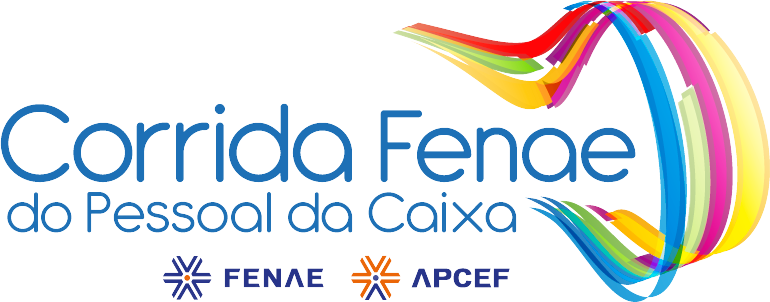 Corrida Fenae
do Pessoal da Caixa
FENAE APCEF